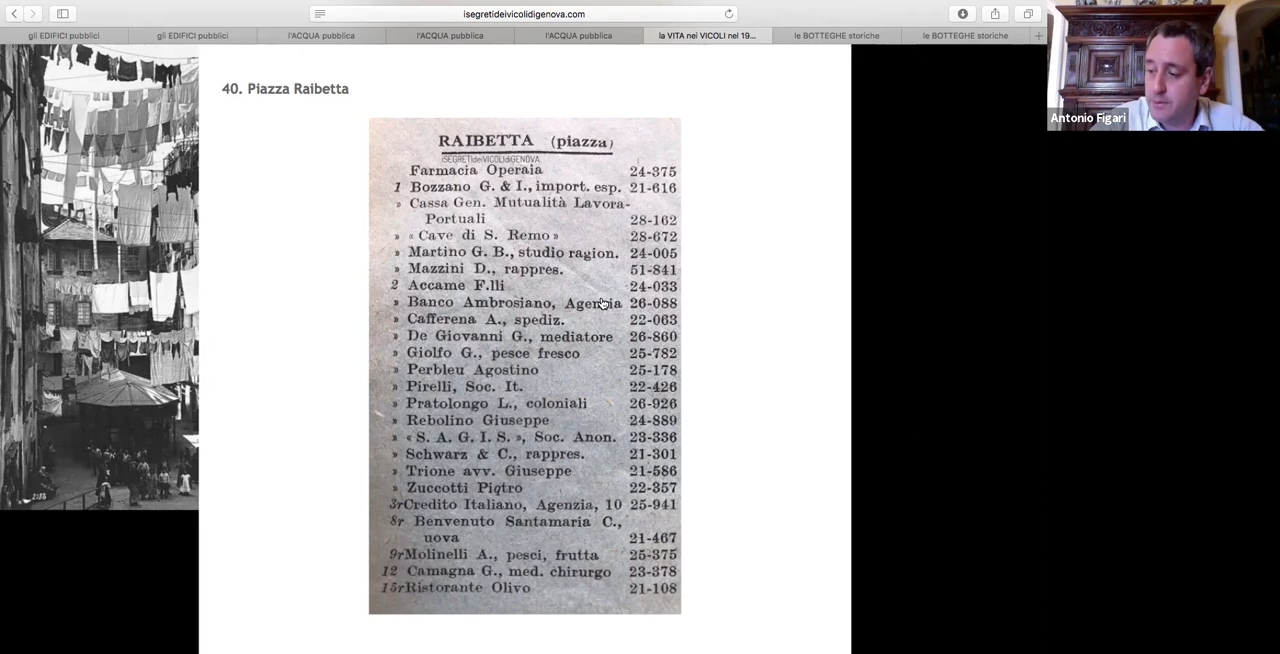 isegretideivicolidigenova.com
gli EDIFICI pubblici
gli EDIFICI pubblici
l'ACQUA pubblica
l'ACQUA pubblica
l'ACQUA pubblica
la VITA nei VICOLI nel 19...
le BOTTEGHE storiche
le BOTTEGHE storiche
Antonio Figari
40. Piazza Raibetta
RAIBETTA (piazza)
iSEGRETIdeiVICOLIdiGENOVA
Farmacia Operaia 24-375
1 Bozzano G. & I., import. esp. 21-616
» Cassa Gen. Mutualità Lavora-
Portuali 28-162
» « Cave di S. Remo » 28-672
» Martino G. B., studio ragion. 24-005
» Mazzini D., rappres. 51-841
2 Accame F.lli 24-033
» Banco Ambrosiano, Agenzia 26-088
» Cafferena A., spediz. 22-063
» De Giovanni G., mediatore 26-860
» Giolfo G., pesce fresco 25-782
» Perbleu Agostino 25-178
» Pirelli, Soc. It. 22-426
» Pratolongo L., coloniali 26-926
» Rebolino Giuseppe 24-889
» « S. A. G. I. S. », Soc. Anon. 23-336
» Schwarz & C., rappres. 21-301
» Trione avv. Giuseppe 21-586
» Zuccotti Piqtro 22-357
3r Credito Italiano, Agenzia, 10 25-941
8r Benvenuto Santamaria C.,
uova 21-467
9r Molinelli A., pesci, frutta 25-375
12 Camagna G., med. chirurgo 23-378
15r Ristorante Olivo 21-108